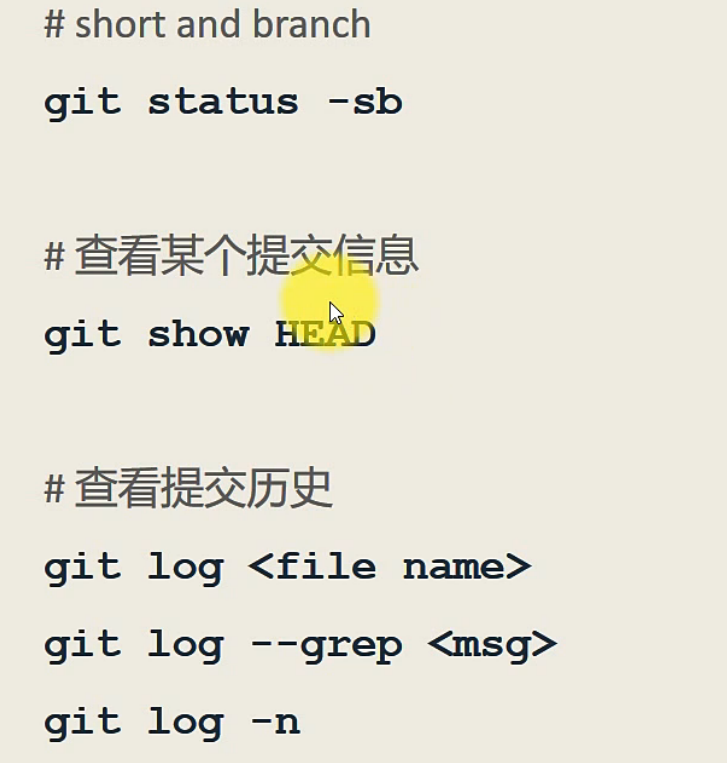 # short and branch
git status -sb
# 查看某个提交信息
git show HEAD
# 查看提交历史
git log <file name>
git log --grep <msg>
git log -n